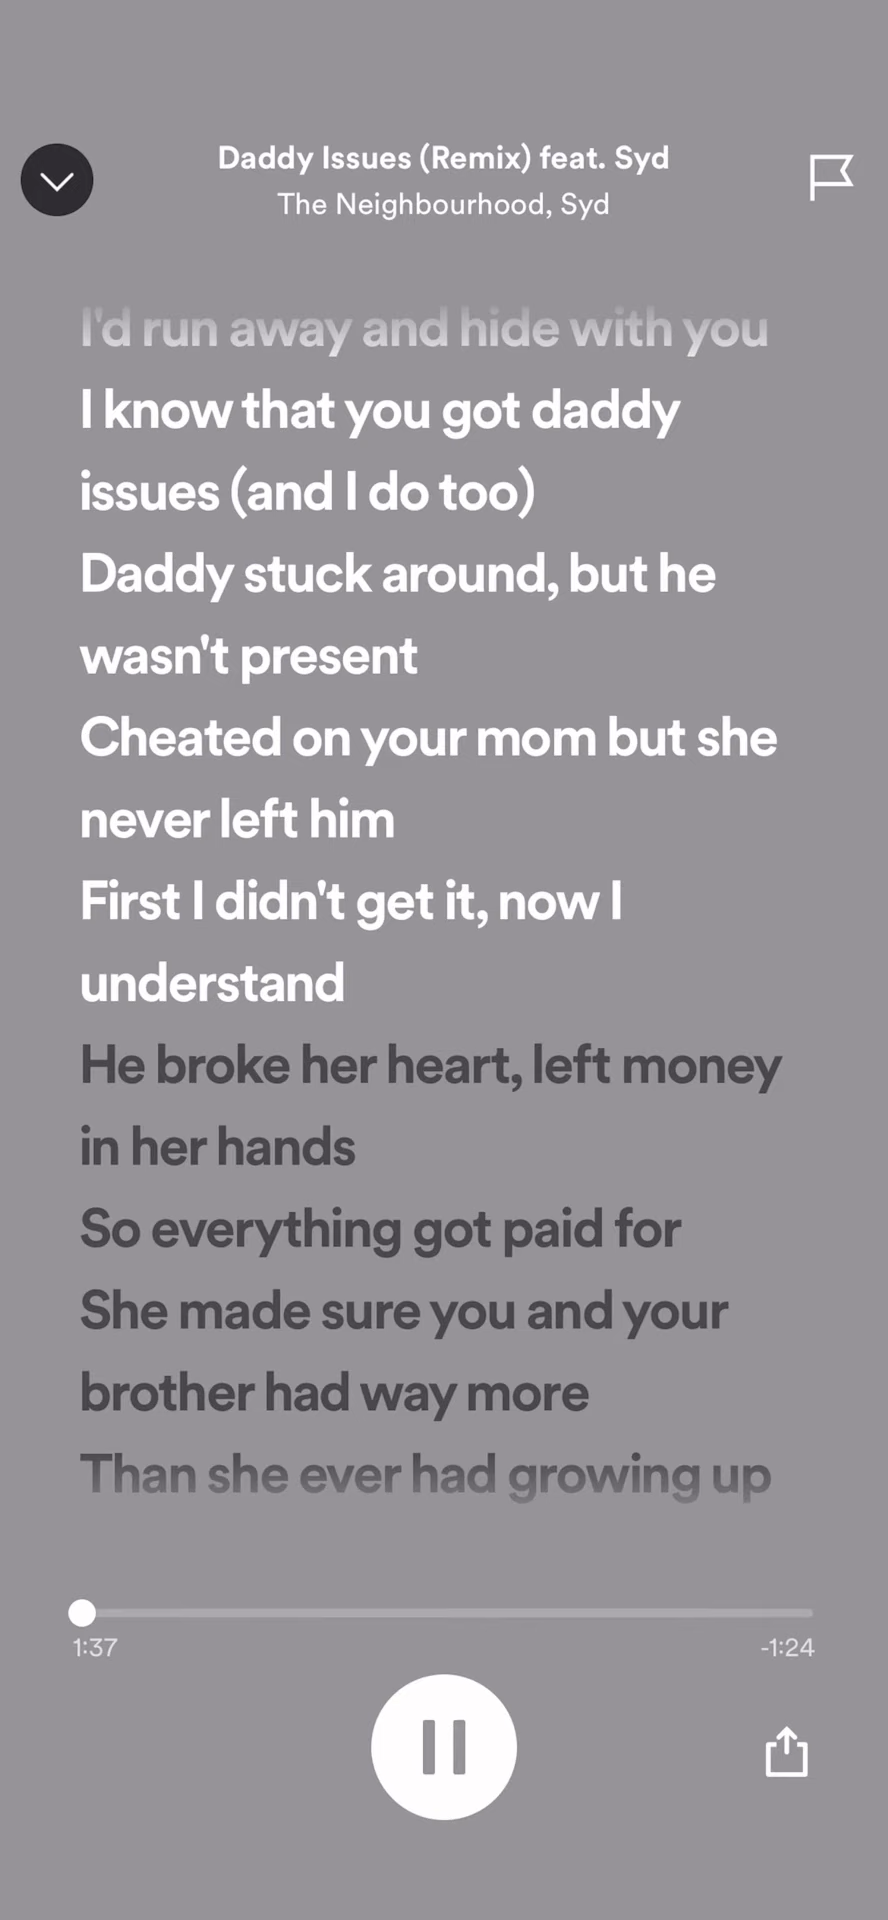 Daddy Issues (Remix) feat. Syd
The Neighbourhood, Syd
I'd run away and hide with you
I know that you got daddy
issues (and I do too)
Daddy stuck around, but he
wasn't present
Cheated on your mom but she
never left him
First I didn't get it, now I
understand
He broke her heart, left money
in her hands
So everything got paid for
She made sure you and your
brother had way more
Than she ever had growing up
1:37
-1:24